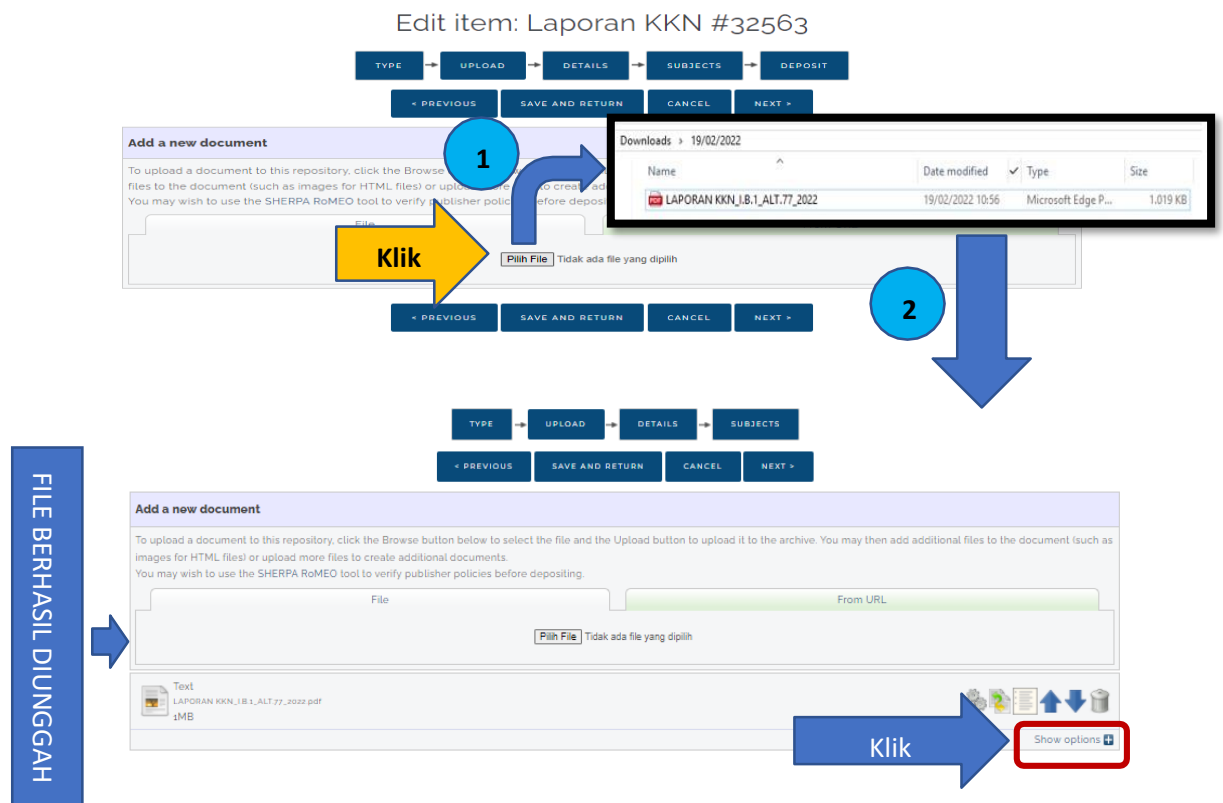 Edit item: Laporan KKN #32563
TYPE UPLOAD DETAILS SUBJECTS DEPOSIT
< PREVIOUS SAVE AND RETURN CANCEL NEXT >
Add a new document
To upload a document to this repository, click the Browse
files to the document (such as images for HTML files) or
You may wish to use the SHERPA RoMEO tool to verify
File
1
Downloads > 19/02/2022
Name Date modified Type Size
PDF LAPORAN KKN_I.B.1_ALT.77_2022 19/02/2022 10:56 Microsoft Edge P... 1.019 KB
Klik
Pilih File Tidak ada file yang dipilih
< PREVIOUS SAVE AND RETURN CANCEL NEXT >
2
TYPE UPLOAD DETAILS SUBJECTS
< PREVIOUS SAVE AND RETURN CANCEL NEXT >
FILE BERHASIL DIUNGGAH
Add a new document
To upload a document to this repository, click the Browse button below to select the file and the Upload button to upload it to the archive. You may then add additional files to the document (such as
images for HTML files) or upload more files to create additional documents.
You may wish to use the SHERPA RoMEO tool to verify publisher policies before depositing.
File From URL
Pilih File Tidak ada file yang dipilih
Text
LAPORAN KKN_I.B.1_ALT.77_2022.pdf
1MB
Klik
Show options